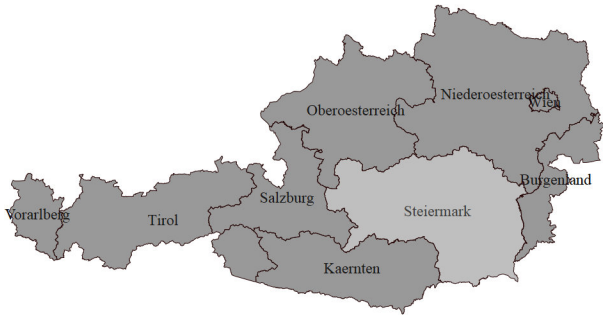 Niederoesterreich
Wien
Oberoesterreich
Burgenland
Salzburg
Steiermark
Vorarlberg
Tirol
Kaernten